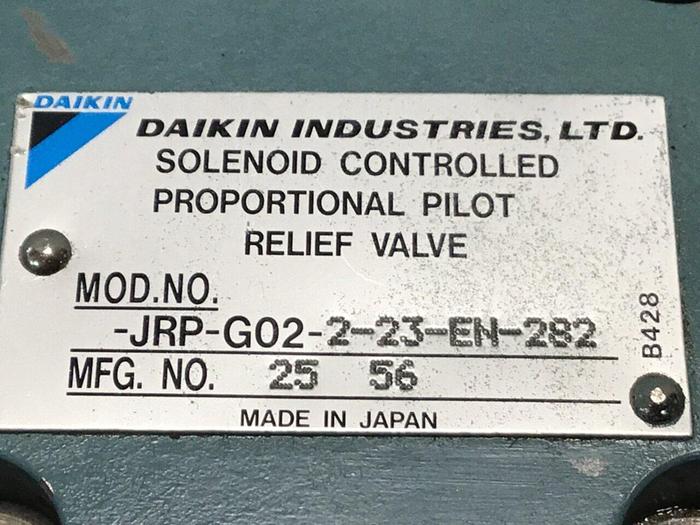 DAIKIN
DAIKIN INDUSTRIES, LTD.
SOLENOID CONTROLLED
PROPORTIONAL PILOT
RELIEF VALVE
MOD.NO.
-JRP-G02-2-23-EN-282
MFG. NO. 25 56
MADE IN JAPAN
B428